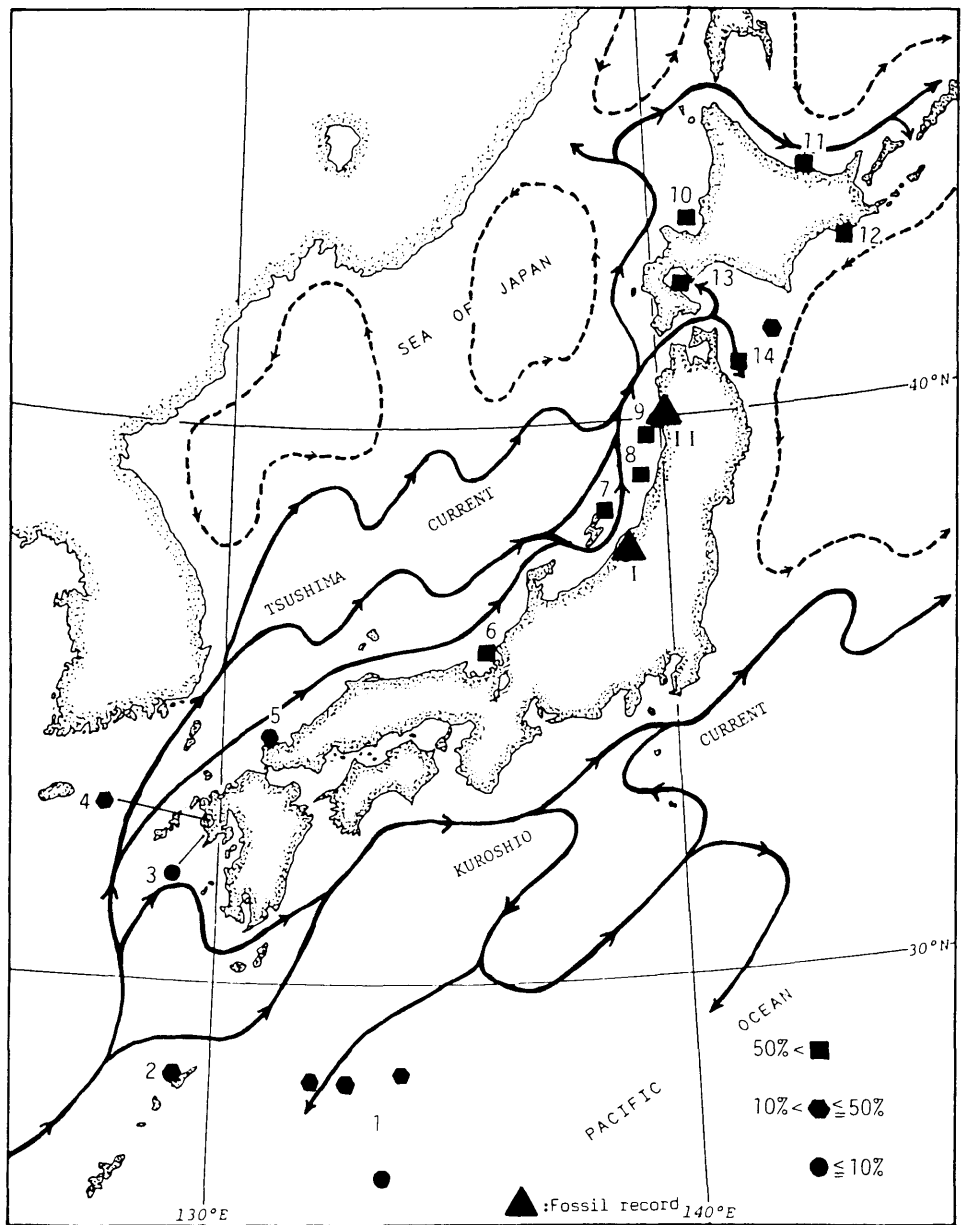 11
10
12
SEA OF JAPAN
13
14
40°N
9
II
8
7
CURRENT
I
TSUSHIMA
6
5
CURRENT
4
KUROSHIO
3
30°N
OCEAN
50% <
2
10% < ≦ 50%
1
PACIFIC
≦ 10%
:Fossil record
130°E
140°E